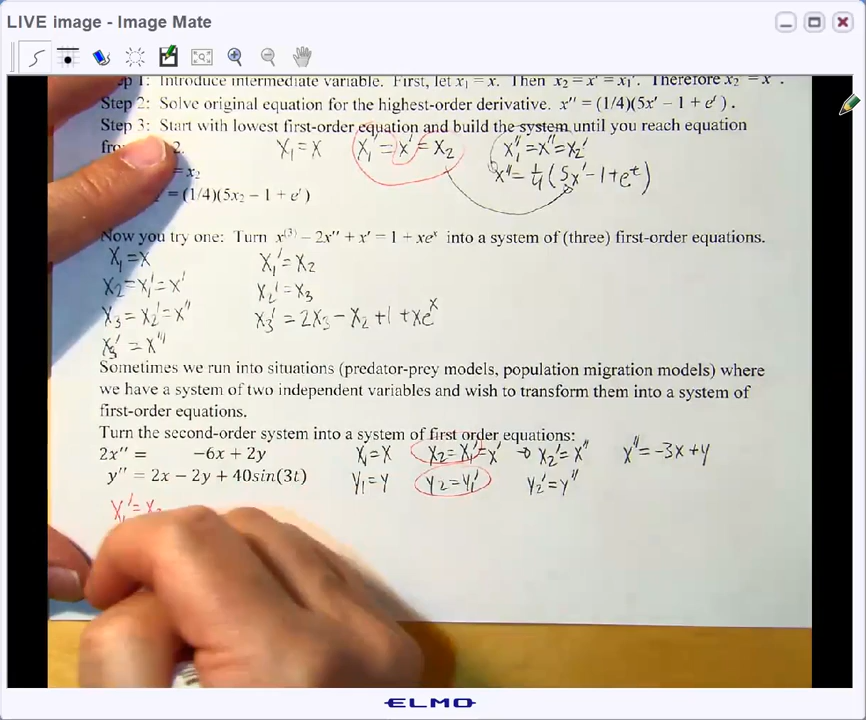 LIVE image - Image Mate
Step 1: Introduce intermediate variable. First, let x₁ = x. Then x₂ = x' = x₁'. Therefore x₂' = x''.
Step 2: Solve original equation for the highest-order derivative. x'' = (1/4)(5x' − 1 + eᵗ).
Step 3: Start with lowest first-order equation and build the system until you reach equation
2. x₁ = x x₁' = x' = x₂ x₁'' = x'' = x₂'
= x₂ x'' = ¼(5x' − 1 + eᵗ)
= (1/4)(5x₂ − 1 + eᵗ)
Now you try one: Turn x⁽³⁾ − 2x'' + x' = 1 + xeˣ into a system of (three) first-order equations.
x₁ = x x₁' = x₂
x₂ = x₁' = x' x₂' = x₃
x₃ = x₂' = x'' x₃' = 2x₃ − x₂ + 1 + xeˣ
x₃' = x'''
Sometimes we run into situations (predator-prey models, population migration models) where
we have a system of two independent variables and wish to transform them into a system of
first-order equations.
Turn the second-order system into a system of first order equations:
2x'' = −6x + 2y x₁ = x x₂ = x₁' = x' → x₂' = x'' x'' = −3x + y
y'' = 2x − 2y + 40sin(3t) y₁ = y y₂ = y₁' y₂' = y''
x₁' = x₂
ELMO